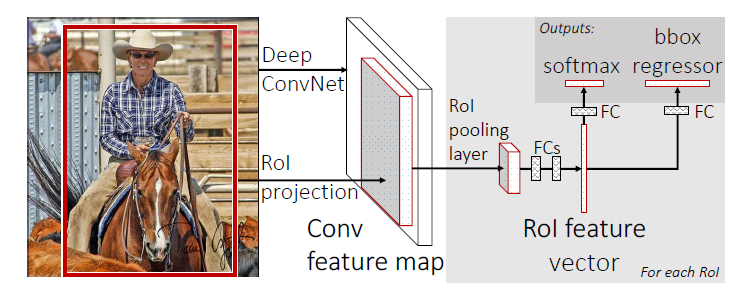 Deep
ConvNet
RoI
projection
Conv
feature map
RoI
pooling
layer
FCs
RoI feature
vector
For each RoI
Outputs:
softmax
bbox
regressor
FC
FC